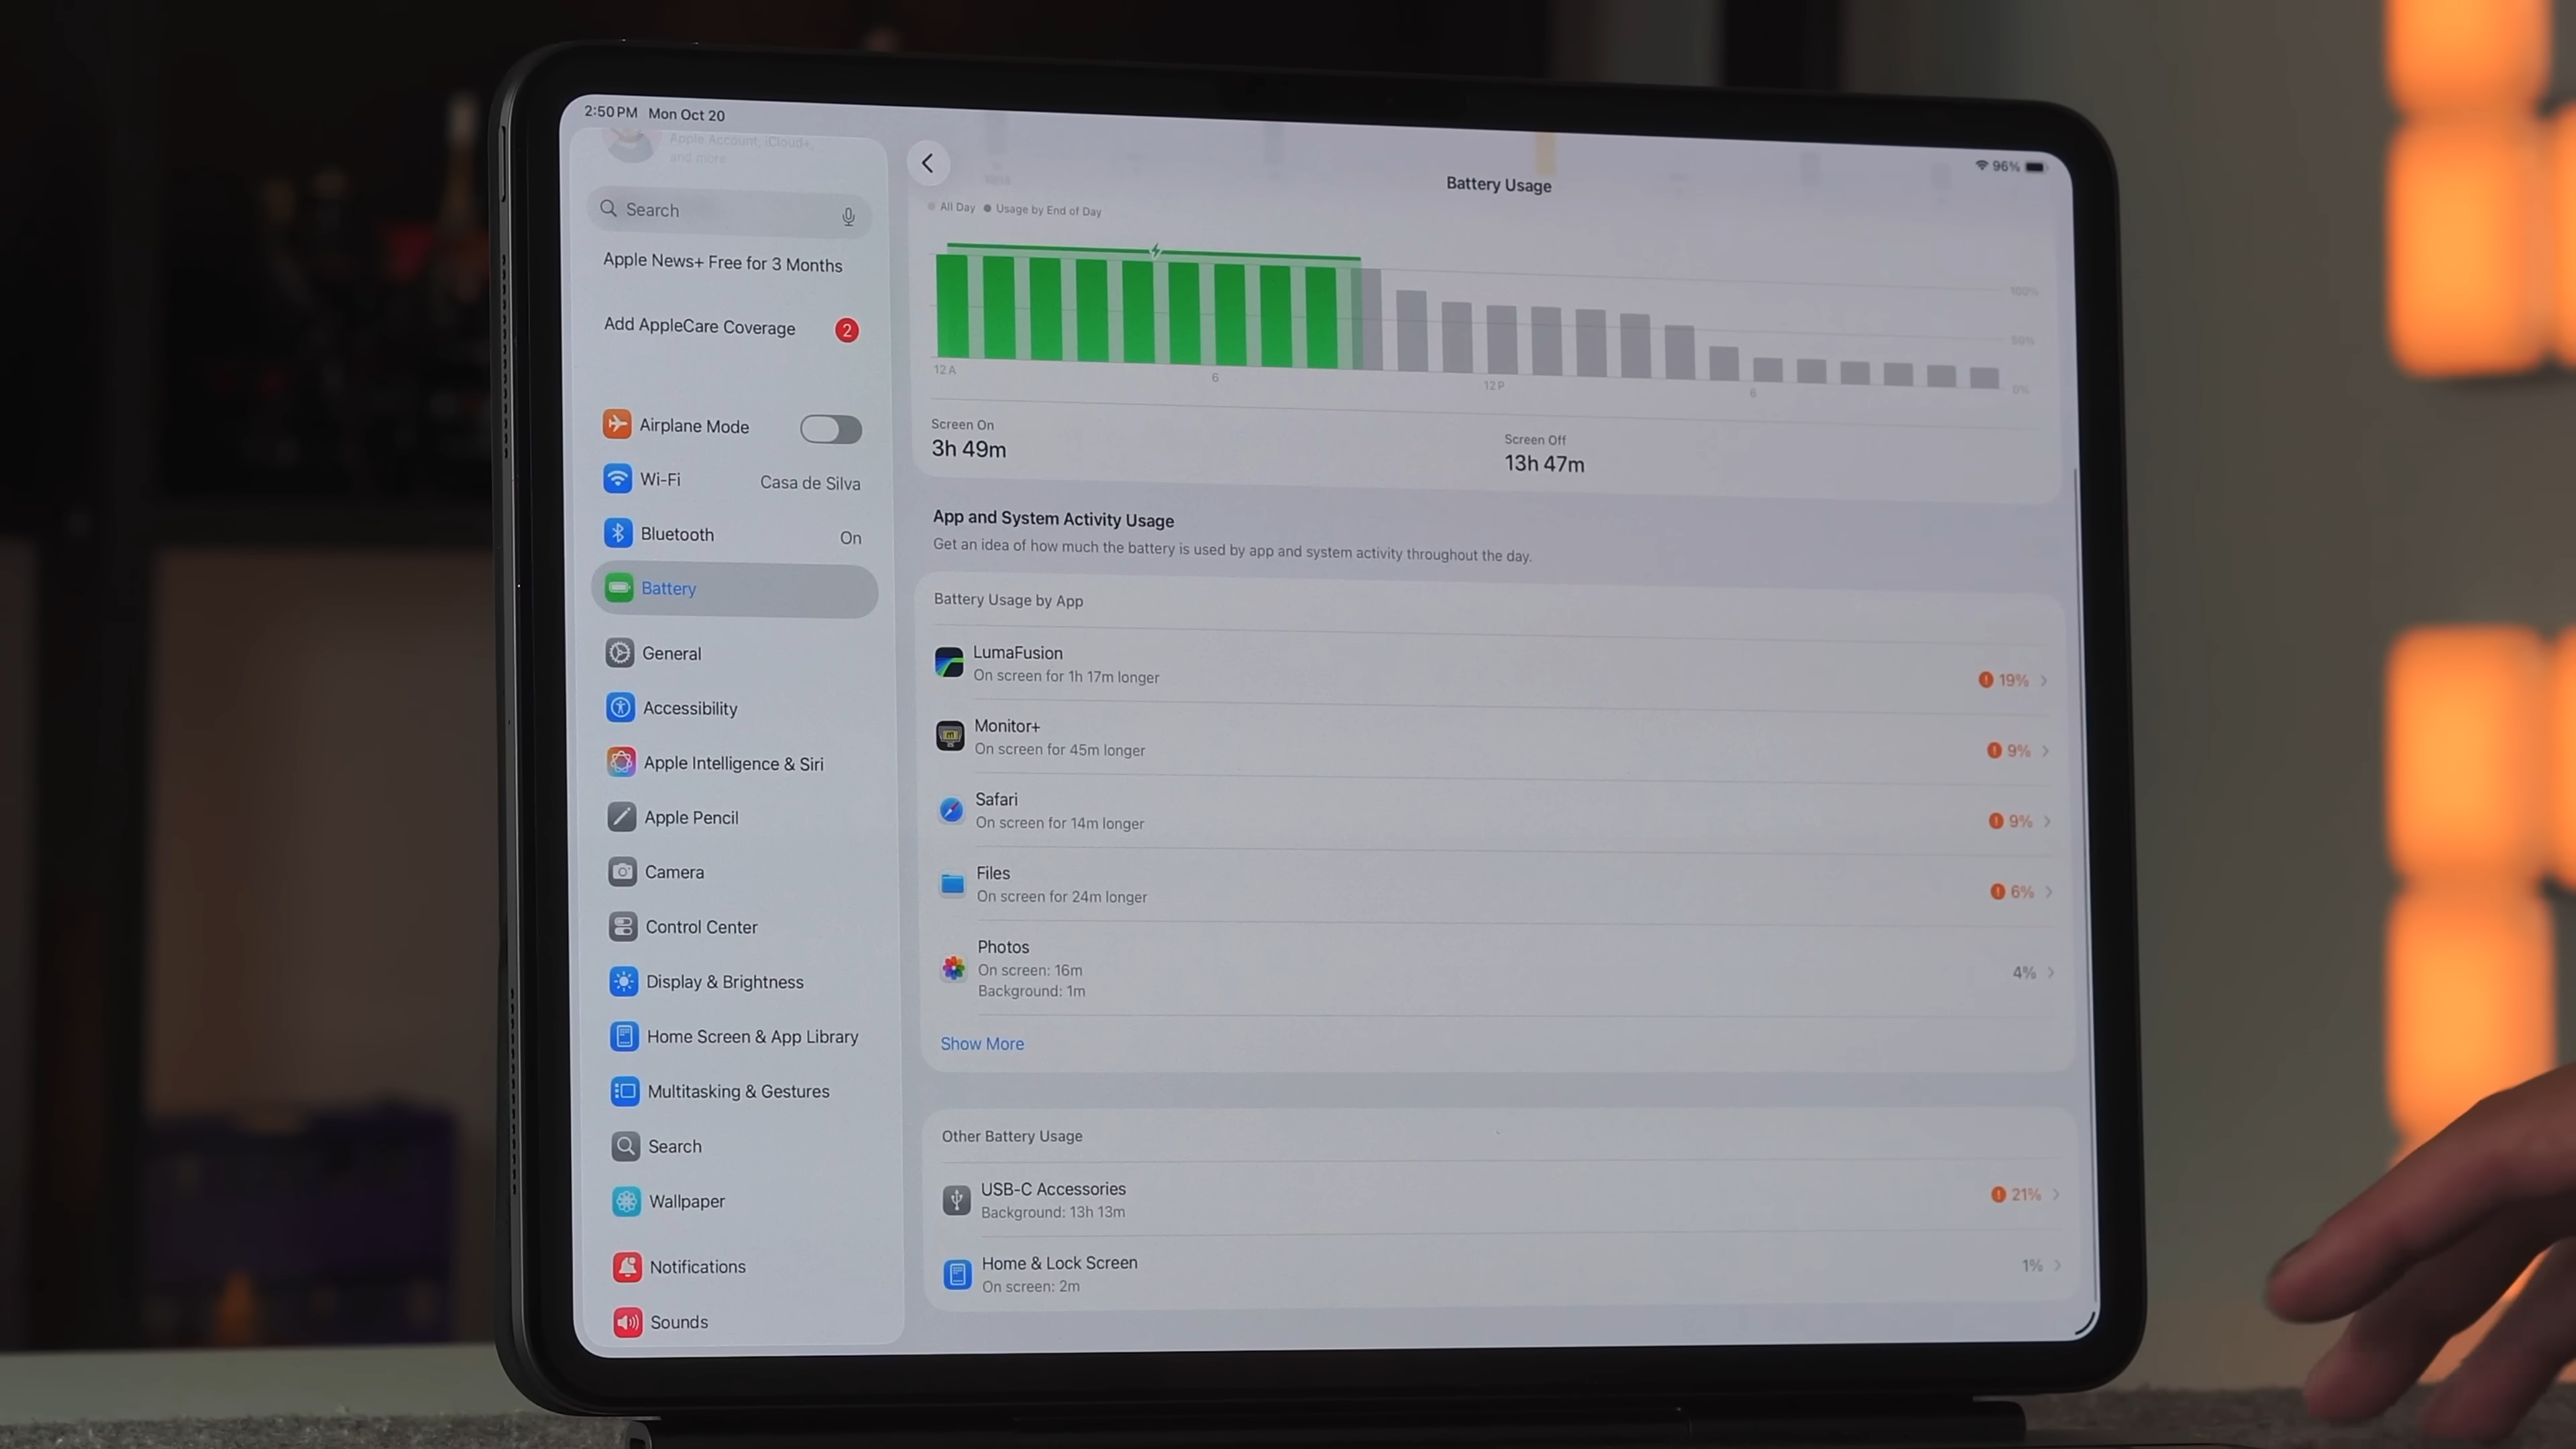 2:50 PM Mon Oct 20
96%
Apple Account, iCloud+,
and more
Search
Apple News+ Free for 3 Months
Add AppleCare Coverage
2
Airplane Mode
Wi-Fi
Casa de Silva
Bluetooth
On
Battery
General
Accessibility
Apple Intelligence & Siri
Apple Pencil
Camera
Control Center
Display & Brightness
Home Screen & App Library
Multitasking & Gestures
Search
Wallpaper
Notifications
Sounds
Battery Usage
All Day
Usage by End of Day
100%
50%
0%
12 A
6
12 P
6
Screen On
3h 49m
Screen Off
13h 47m
App and System Activity Usage
Get an idea of how much the battery is used by app and system activity throughout the day.
Battery Usage by App
LumaFusion
On screen for 1h 17m longer
19%
Monitor+
On screen for 45m longer
9%
Safari
On screen for 14m longer
9%
Files
On screen for 24m longer
6%
Photos
On screen: 16m
Background: 1m
4%
Show More
Other Battery Usage
USB-C Accessories
Background: 13h 13m
21%
Home & Lock Screen
On screen: 2m
1%